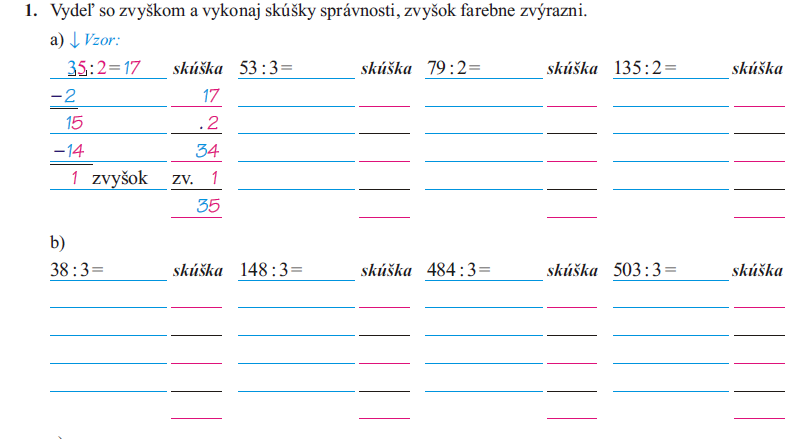 1. Vydeľ so zvyškom a vykonaj skúšky správnosti, zvyšok farebne zvýrazni.
a) ↓ Vzor:
35:2=17 skúška 53:3= skúška 79:2= skúška 135:2= skúška
−2 17
15 .2
−14 34
1 zvyšok zv. 1
35
b)
38:3= skúška 148:3= skúška 484:3= skúška 503:3= skúška